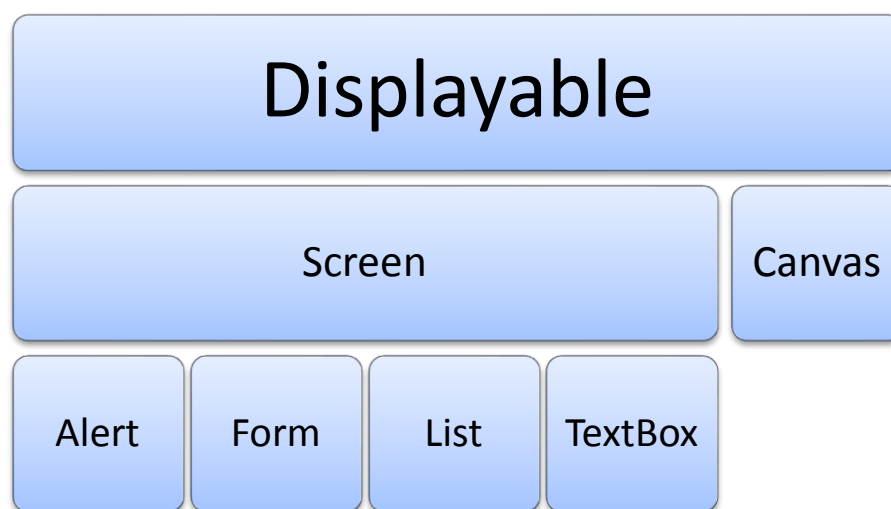 Displayable
Screen
Canvas
Alert
Form
List
TextBox